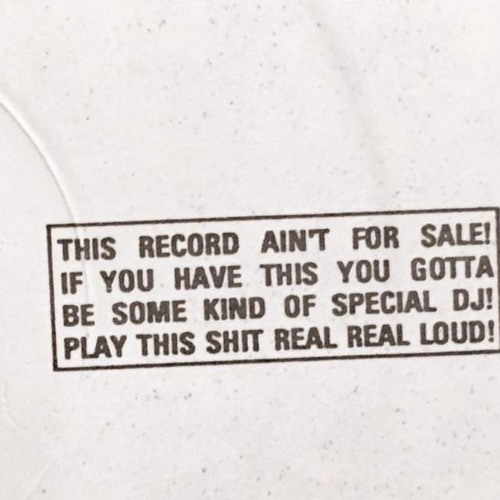 THIS RECORD AIN'T FOR SALE!
IF YOU HAVE THIS YOU GOTTA
BE SOME KIND OF SPECIAL DJ!
PLAY THIS SHIT REAL REAL LOUD!